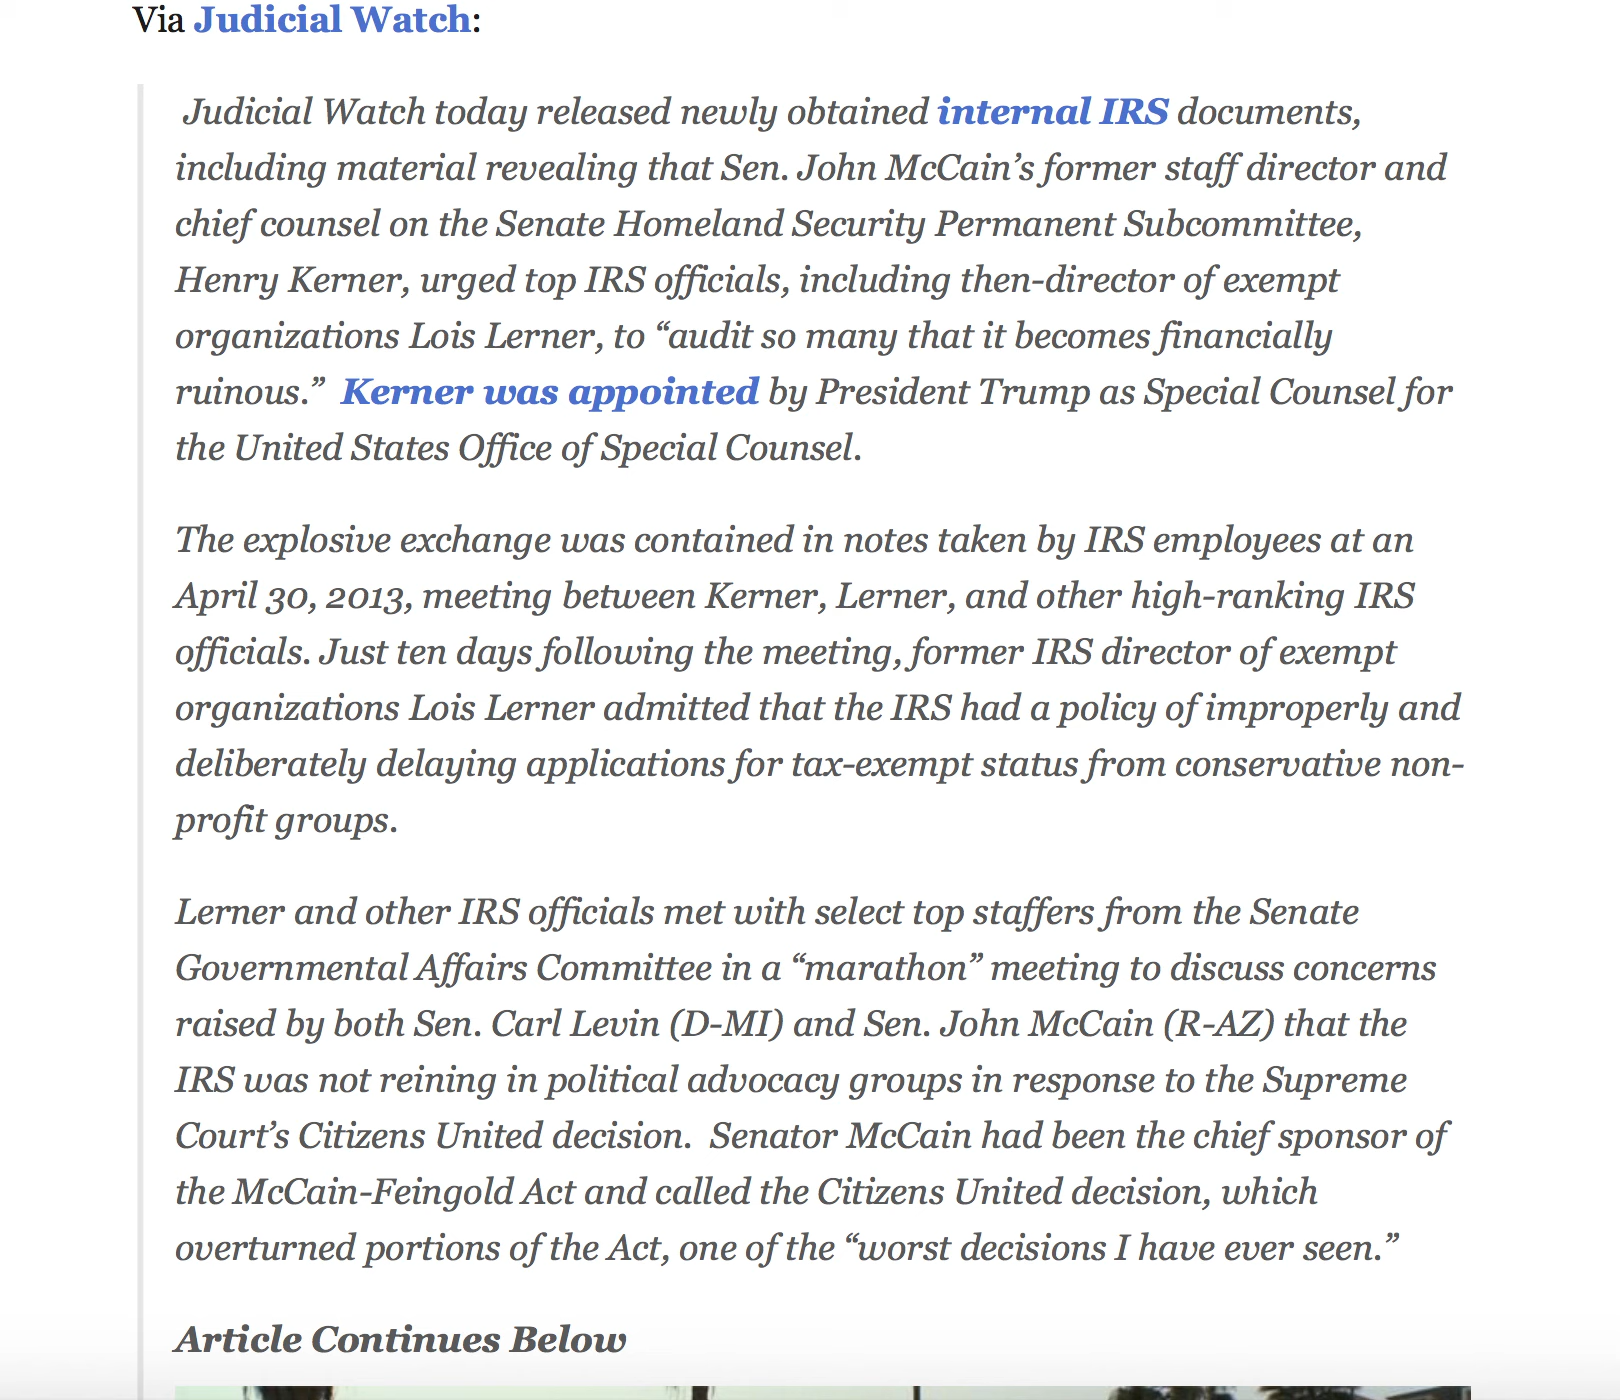 Via Judicial Watch:
Judicial Watch today released newly obtained internal IRS documents,
including material revealing that Sen. John McCain’s former staff director and
chief counsel on the Senate Homeland Security Permanent Subcommittee,
Henry Kerner, urged top IRS officials, including then-director of exempt
organizations Lois Lerner, to “audit so many that it becomes financially
ruinous.”  Kerner was appointed by President Trump as Special Counsel for
the United States Office of Special Counsel.
The explosive exchange was contained in notes taken by IRS employees at an
April 30, 2013, meeting between Kerner, Lerner, and other high-ranking IRS
officials. Just ten days following the meeting, former IRS director of exempt
organizations Lois Lerner admitted that the IRS had a policy of improperly and
deliberately delaying applications for tax-exempt status from conservative non-
profit groups.
Lerner and other IRS officials met with select top staffers from the Senate
Governmental Affairs Committee in a “marathon” meeting to discuss concerns
raised by both Sen. Carl Levin (D-MI) and Sen. John McCain (R-AZ) that the
IRS was not reining in political advocacy groups in response to the Supreme
Court’s Citizens United decision.  Senator McCain had been the chief sponsor of
the McCain-Feingold Act and called the Citizens United decision, which
overturned portions of the Act, one of the “worst decisions I have ever seen.”
Article Continues Below